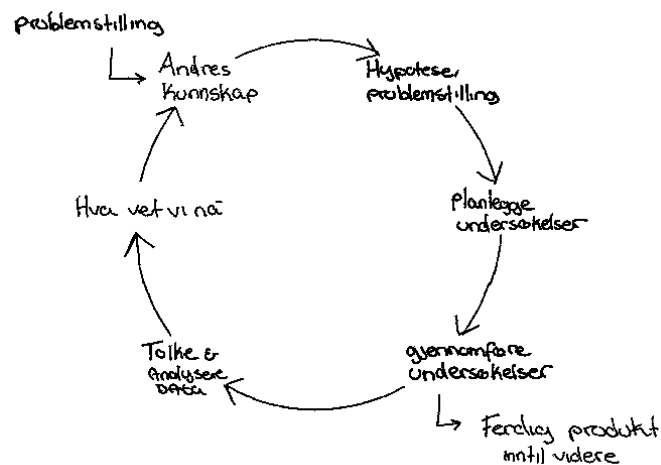 problemstilling
Andres
kunnskap
Hypotese,
problemstilling
planlegge
undersøkelser
gjennomføre
undersøkelser
Ferdig produkt
inntil videre
Tolke &
Analysere
DATA
Hva vet vi nå